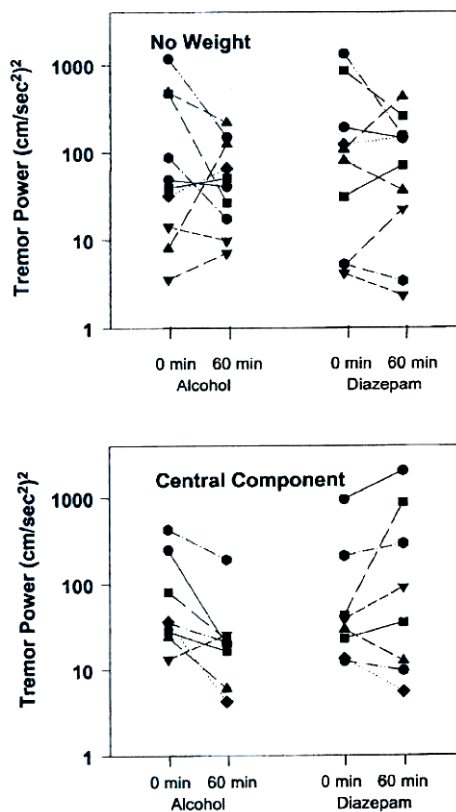 No Weight
Tremor Power (cm/sec²)²
1000
100
10
1
0 min 60 min 0 min 60 min
Alcohol Diazepam
Central Component
Tremor Power (cm/sec²)²
1000
100
10
1
0 min 60 min 0 min 60 min
Alcohol Diazepam